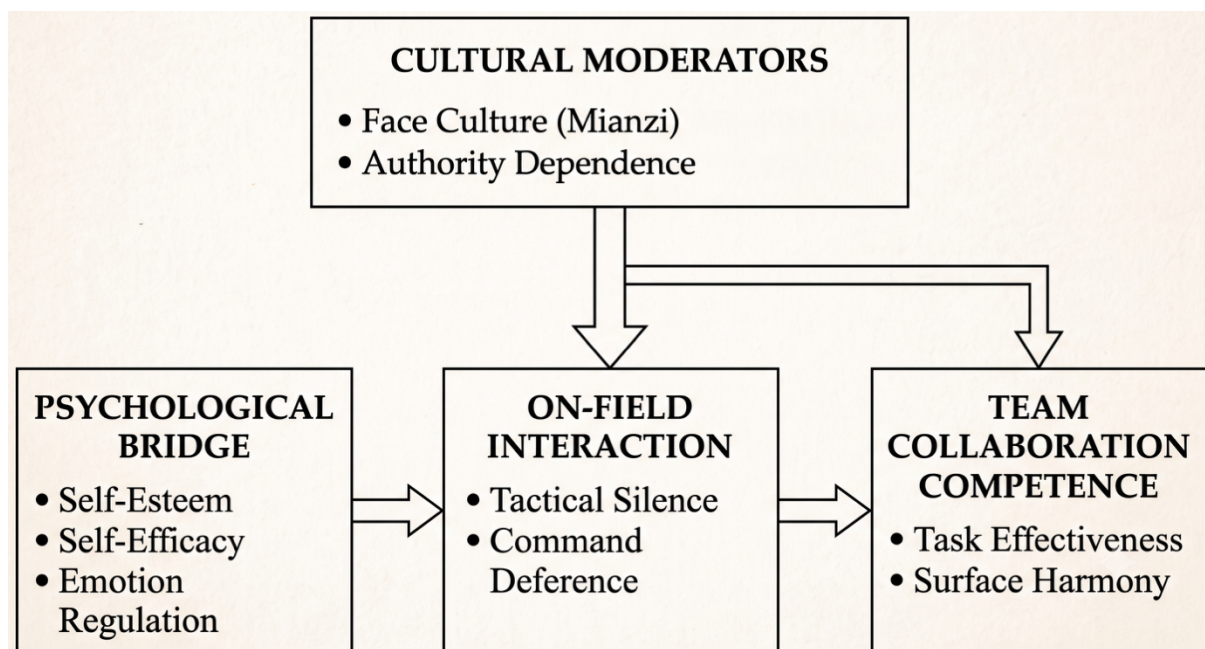 CULTURAL MODERATORS
• Face Culture (Mianzi)
• Authority Dependence
PSYCHOLOGICAL
BRIDGE
• Self-Esteem
• Self-Efficacy
• Emotion
Regulation
ON-FIELD
INTERACTION
• Tactical Silence
• Command
Deference
TEAM
COLLABORATION
COMPETENCE
• Task Effectiveness
• Surface Harmony